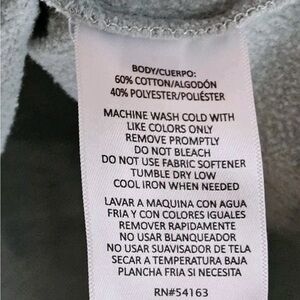 BODY/CUERPO:
60% COTTON/ALGODÓN
40% POLYESTER/POLIÉSTER
MACHINE WASH COLD WITH
LIKE COLORS ONLY
REMOVE PROMPTLY
DO NOT BLEACH
DO NOT USE FABRIC SOFTENER
TUMBLE DRY LOW
COOL IRON WHEN NEEDED
LAVAR A MAQUINA CON AGUA
FRIA Y CON COLORES IGUALES
REMOVER RAPIDAMENTE
NO USAR BLANQUEADOR
NO USAR SUAVISADOR DE TELA
SECAR A TEMPERATURA BAJA
PLANCHA FRIA SI NECESITA
RN#54163